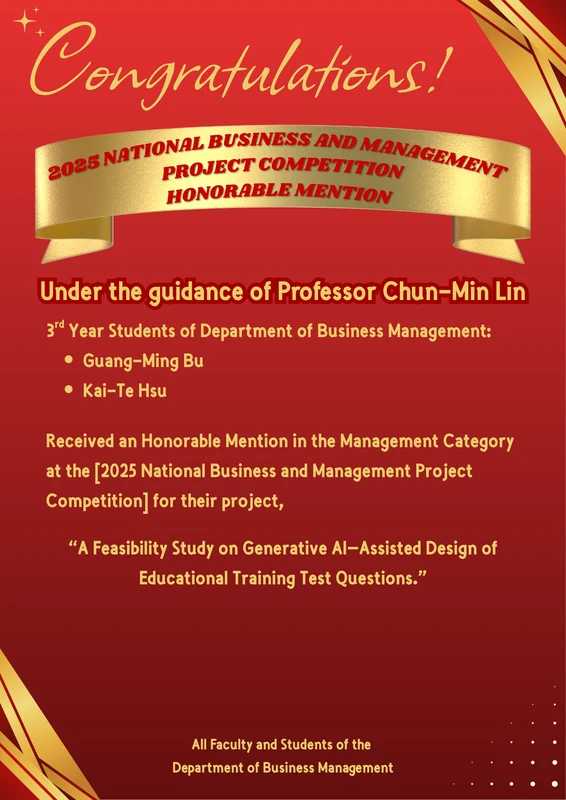 Congratulations!
2025 NATIONAL BUSINESS AND MANAGEMENT
PROJECT COMPETITION
HONORABLE MENTION
Under the guidance of Professor Chun-Min Lin
3rd Year Students of Department of Business Management:
• Guang-Ming Bu
• Kai-Te Hsu
Received an Honorable Mention in the Management Category
at the [2025 National Business and Management Project
Competition] for their project,
“A Feasibility Study on Generative AI-Assisted Design of
Educational Training Test Questions.”
All Faculty and Students of the
Department of Business Management